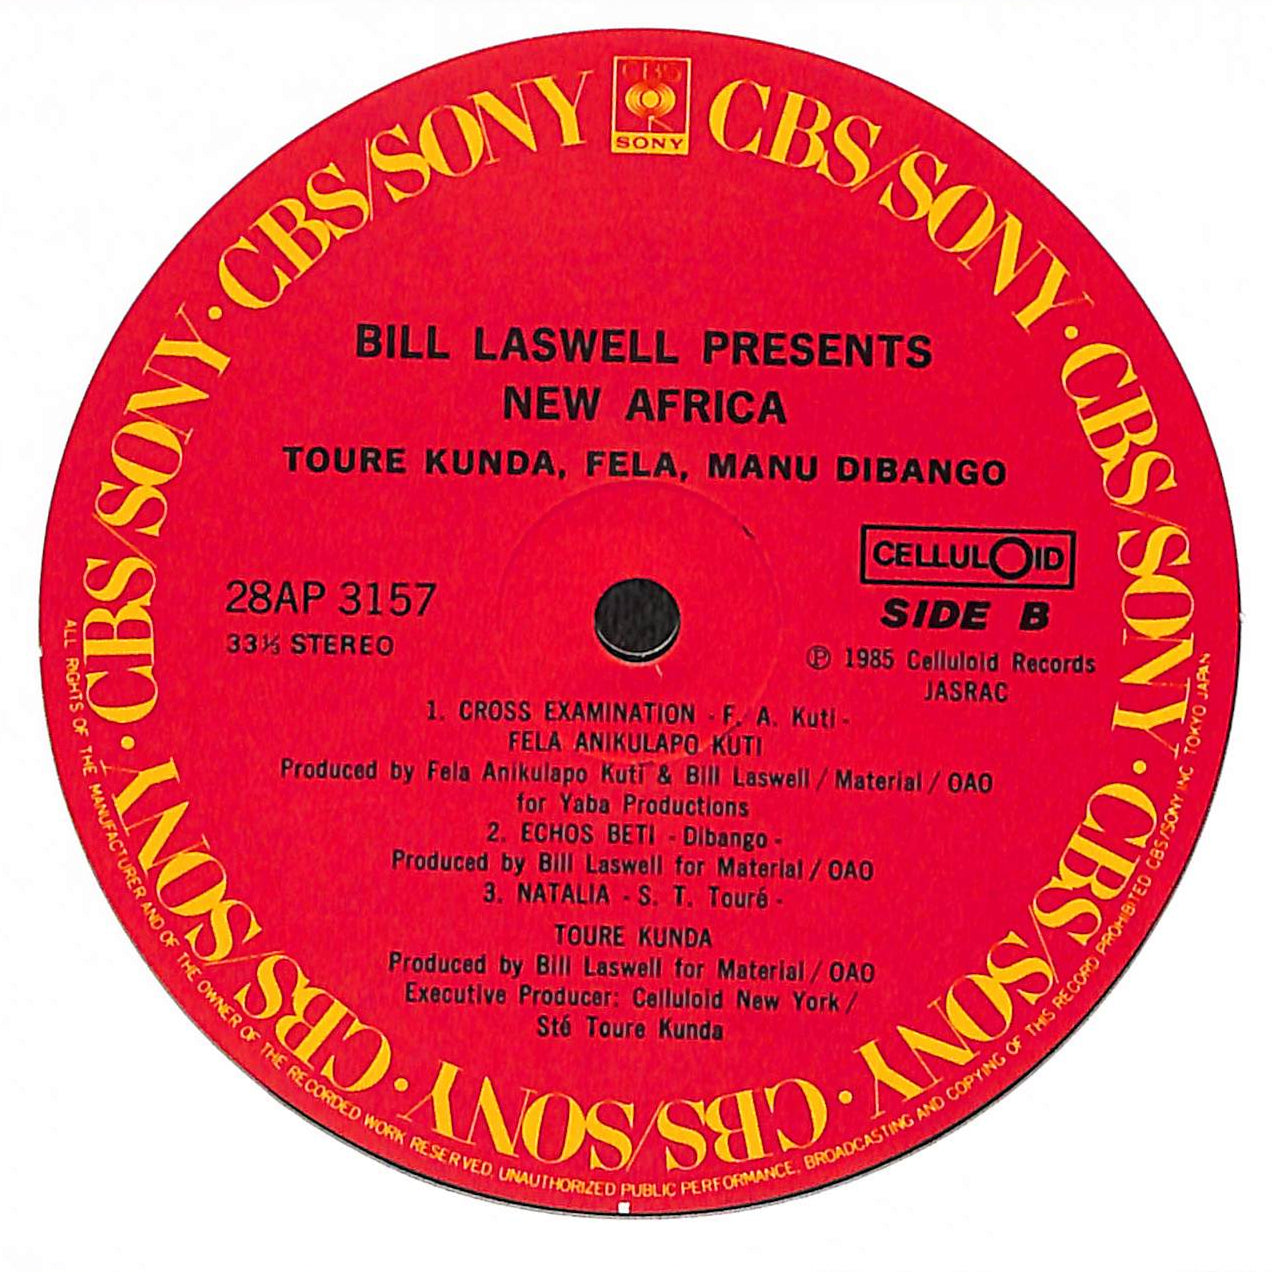 CBS
SONY
CBS/SONY · CBS/SONY · CBS/SONY · CBS/SONY · CBS/SONY · CBS/SONY · CBS/SONY
BILL LASWELL PRESENTS
NEW AFRICA
TOURE KUNDA, FELA, MANU DIBANGO
CELLULOID
28AP 3157
SIDE B
33⅓ STEREO
Ⓟ 1985 Celluloid Records
JASRAC
1. CROSS EXAMINATION - F. A. Kuti -
FELA ANIKULAPO KUTI
Produced by Fela Anikulapo Kuti & Bill Laswell / Material / OAO
for Yaba Productions
2. ECHOS BETI - Dibango -
Produced by Bill Laswell for Material / OAO
3. NATALIA - S. T. Touré -
TOURE KUNDA
Produced by Bill Laswell for Material / OAO
Executive Producer: Celluloid New York /
Sté Toure Kunda
ALL RIGHTS OF THE MANUFACTURER AND OF THE OWNER OF THE RECORDED WORK RESERVED. UNAUTHORIZED PUBLIC PERFORMANCE, BROADCASTING AND COPYING OF THIS RECORD PROHIBITED CBS/SONY INC TOKYO JAPAN